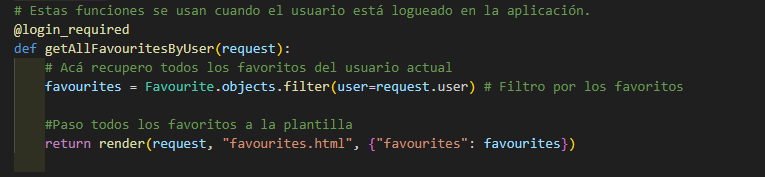 # Estas funciones se usan cuando el usuario está logueado en la aplicación.
@login_required
def getAllFavouritesByUser(request):
    # Acá recupero todos los favoritos del usuario actual
    favourites = Favourite.objects.filter(user=request.user) # Filtro por los favoritos
    #Paso todos los favoritos a la plantilla
    return render(request, "favourites.html", {"favourites": favourites})